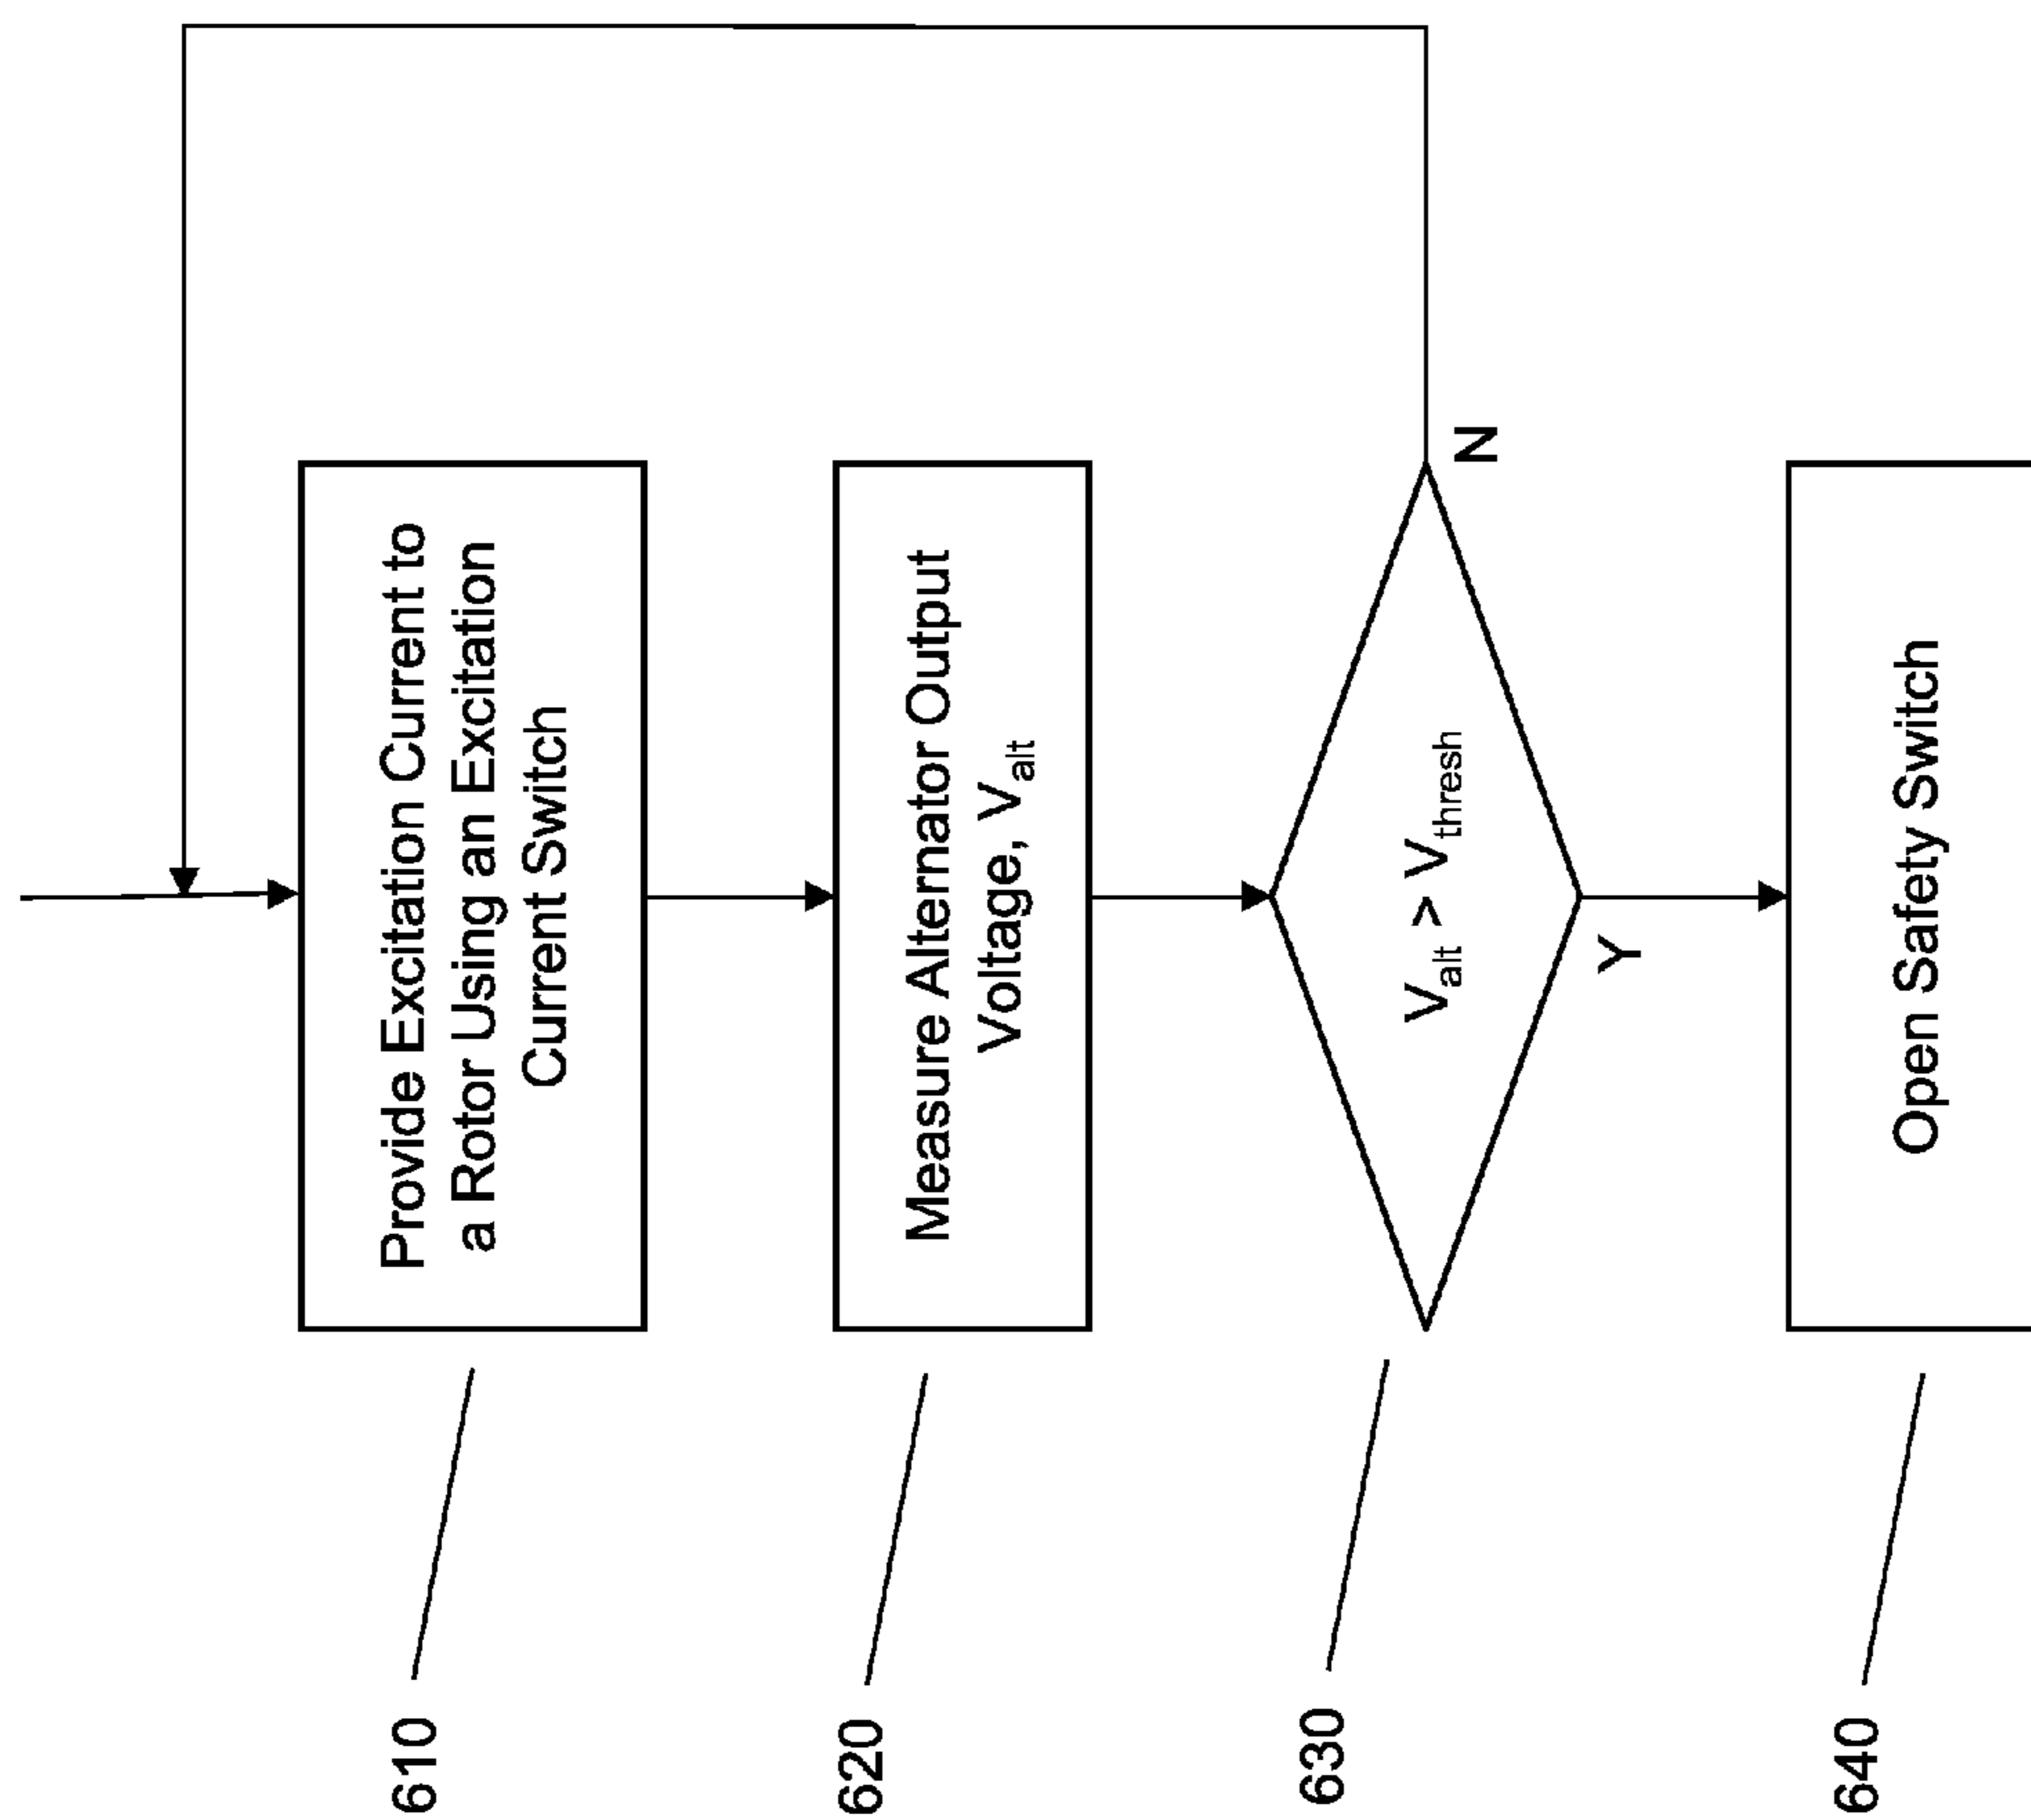 610
Provide Excitation Current to
a Rotor Using an Excitation
Current Switch
620
Measure Alternator Output
Voltage, Valt
630
Valt > Vthresh
N
Y
640
Open Safety Switch